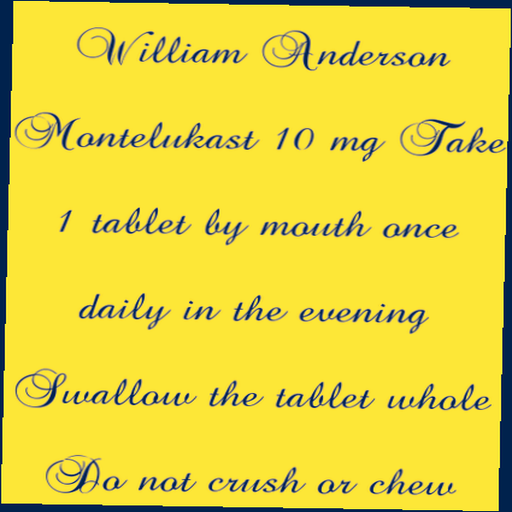 William Anderson
Montelukast 10 mg Take
1 tablet by mouth once
daily in the evening
Swallow the tablet whole
Do not crush or chew